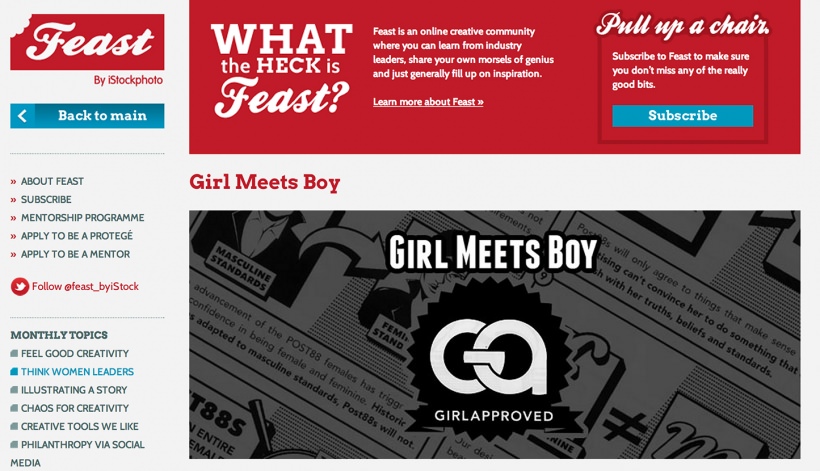 Feast
By iStockphoto
Back to main
» ABOUT FEAST
» SUBSCRIBE
» MENTORSHIP PROGRAMME
» APPLY TO BE A PROTEGÉ
» APPLY TO BE A MENTOR
Follow @feast_byiStock
MONTHLY TOPICS
FEEL GOOD CREATIVITY
THINK WOMEN LEADERS
ILLUSTRATING A STORY
CHAOS FOR CREATIVITY
CREATIVE TOOLS WE LIKE
PHILANTHROPY VIA SOCIAL
MEDIA
WHAT
the HECK is
Feast?
Feast is an online creative community
where you can learn from industry
leaders, share your own morsels of genius
and just generally fill up on inspiration.
Learn more about Feast »
Pull up a chair.
Subscribe to Feast to make sure
you don't miss any of the really
good bits.
Subscribe
Girl Meets Boy
GIRL MEETS BOY
GA
GIRLAPPROVED
MASCULINE
STANDARDS
advancement of the POST88 females has
confidence in being female and feminine. Historic
s adapted to masculine standards, Post88s will not.
Post88s will only agree to things that make sense
rising can't convince her to do something that
with her truths, beliefs and standards.
T88S
N ENTIRE
FEMALE
Our
≠
m